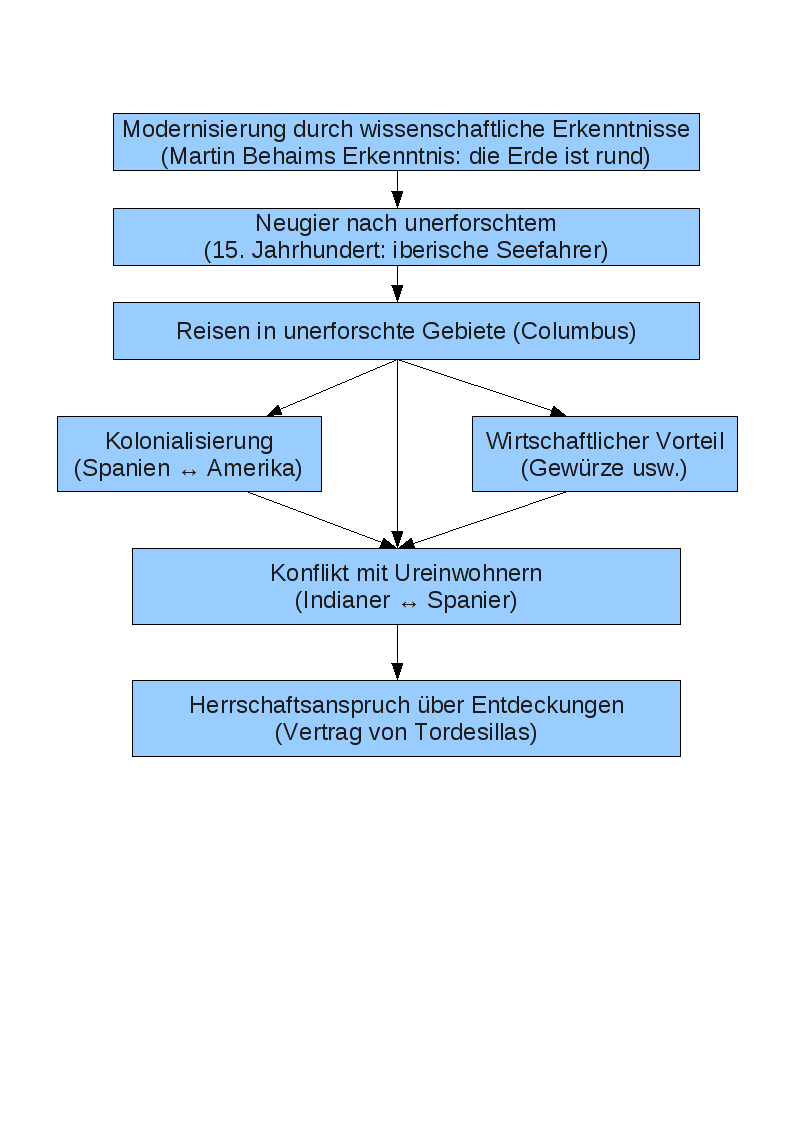 Modernisierung durch wissenschaftliche Erkenntnisse
(Martin Behaims Erkenntnis: die Erde ist rund)
Neugier nach unerforschtem
(15. Jahrhundert: iberische Seefahrer)
Reisen in unerforschte Gebiete (Columbus)
Kolonialisierung
(Spanien ↔ Amerika)
Wirtschaftlicher Vorteil
(Gewürze usw.)
Konflikt mit Ureinwohnern
(Indianer ↔ Spanier)
Herrschaftsanspruch über Entdeckungen
(Vertrag von Tordesillas)